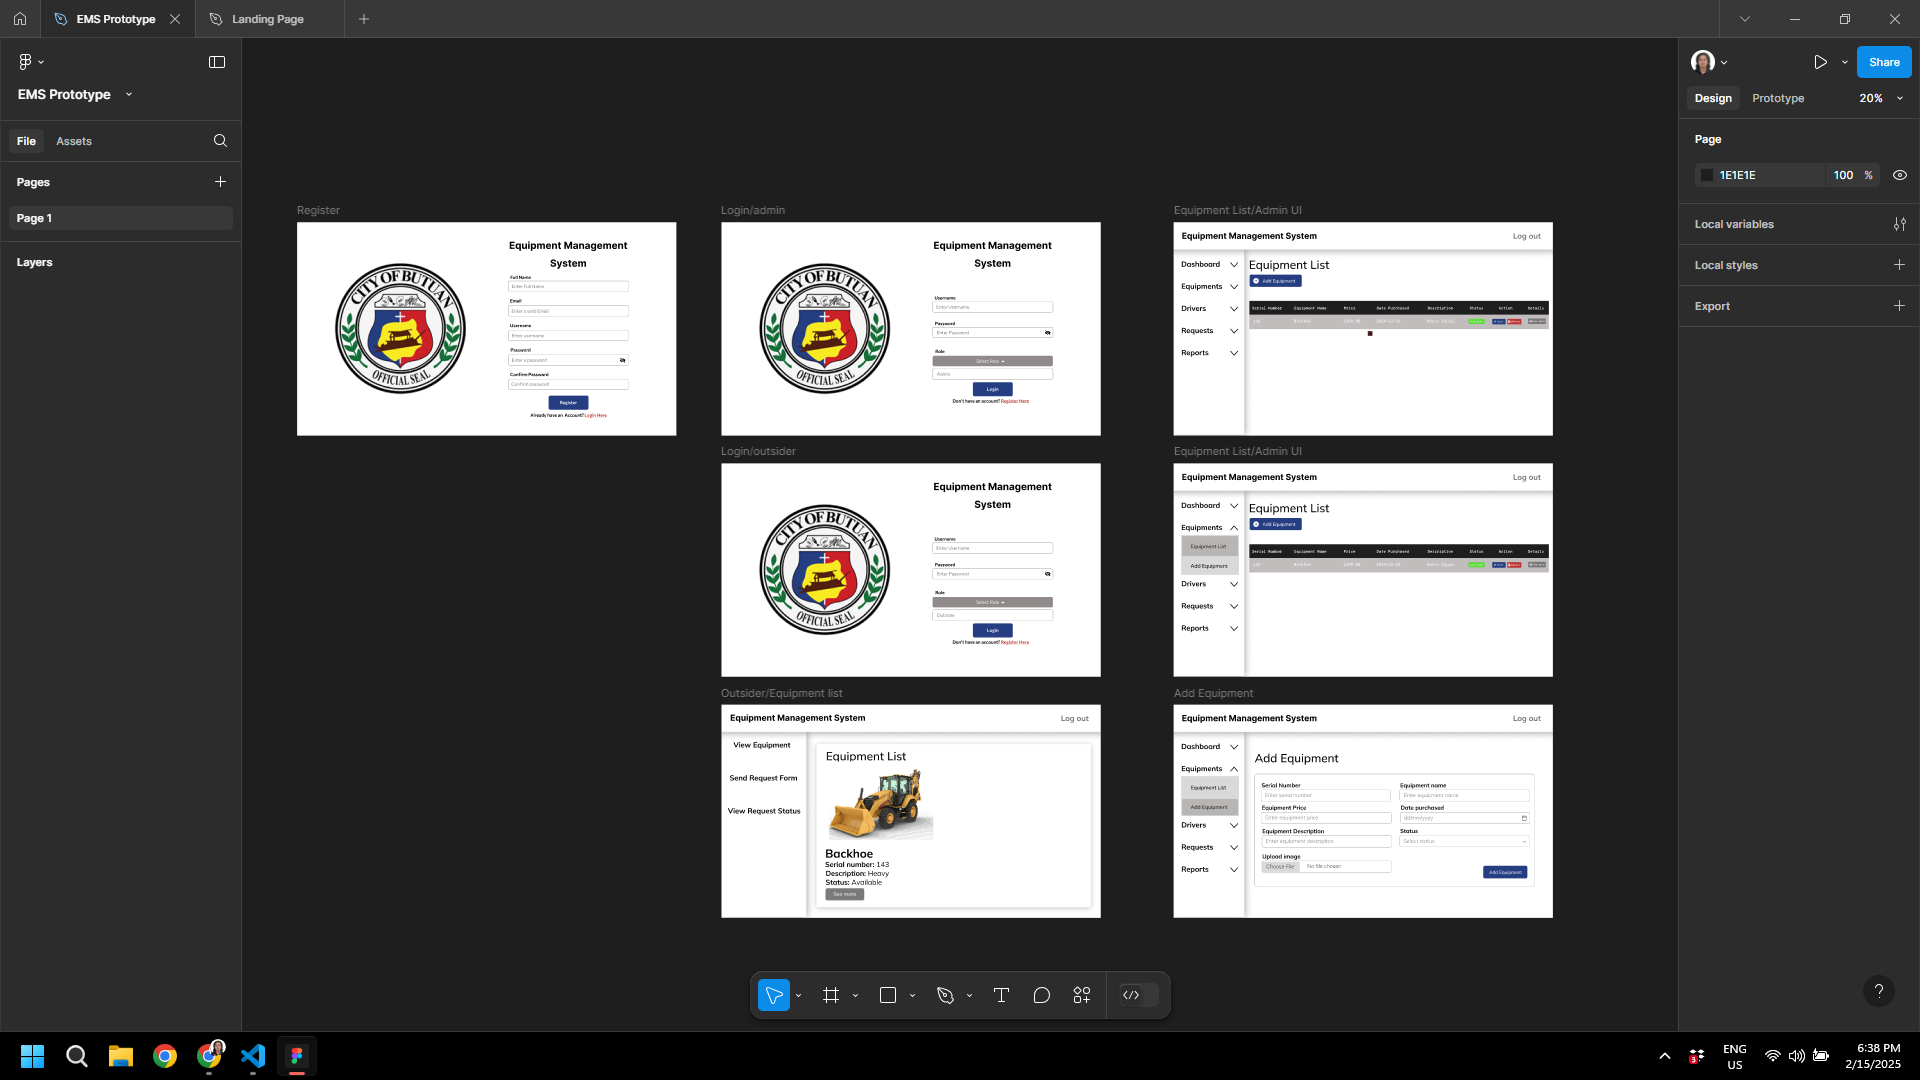 EMS Prototype
Landing Page
EMS Prototype
File
Assets
Pages
Page 1
Layers
Register
Equipment Management
System
Full Name
Enter Full Name
Email
Enter a valid Email
Username
Enter username
Password
Enter a password
Confirm Password
Confirm password
Register
Already have an Account? Login Here
CITY OF BUTUAN
OFFICIAL SEAL
Login/admin
Equipment Management
System
Username
Enter Username
Password
Enter Password
Role
Select Role
Admin
Login
Don't have an account? Register Here
CITY OF BUTUAN
OFFICIAL SEAL
Equipment List/Admin UI
Equipment Management System
Log out
Dashboard
Equipments
Drivers
Requests
Reports
Equipment List
Add Equipment
Serial Number Equipment Name Price Date Purchased Description Status Action Details
Login/outsider
Equipment Management
System
Username
Enter Username
Password
Enter Password
Role
Select Role
Outsider
Login
Don't have an account? Register Here
CITY OF BUTUAN
OFFICIAL SEAL
Equipment List/Admin UI
Equipment Management System
Log out
Dashboard
Equipments
Equipment List
Add Equipment
Drivers
Requests
Reports
Equipment List
Add Equipment
Serial Number Equipment Name Price Date Purchased Description Status Action Details
Outsider/Equipment list
Equipment Management System
Log out
View Equipment
Send Request Form
View Request Status
Equipment List
Backhoe
Serial number: 143
Description: Heavy
Status: Available
See more
Add Equipment
Equipment Management System
Log out
Dashboard
Equipments
Equipment List
Add Equipment
Drivers
Requests
Reports
Add Equipment
Serial Number
Enter serial number
Equipment name
Enter equipment name
Equipment Price
Enter equipment price
Date purchased
dd/mm/yyyy
Equipment Description
Enter equipment description
Status
Select status
Upload image
Choose File
No file chosen
Add Equipment
Share
Design
Prototype
20%
Page
1E1E1E
100
%
Local variables
Local styles
Export
?
ENG
US
6:38 PM
2/15/2025